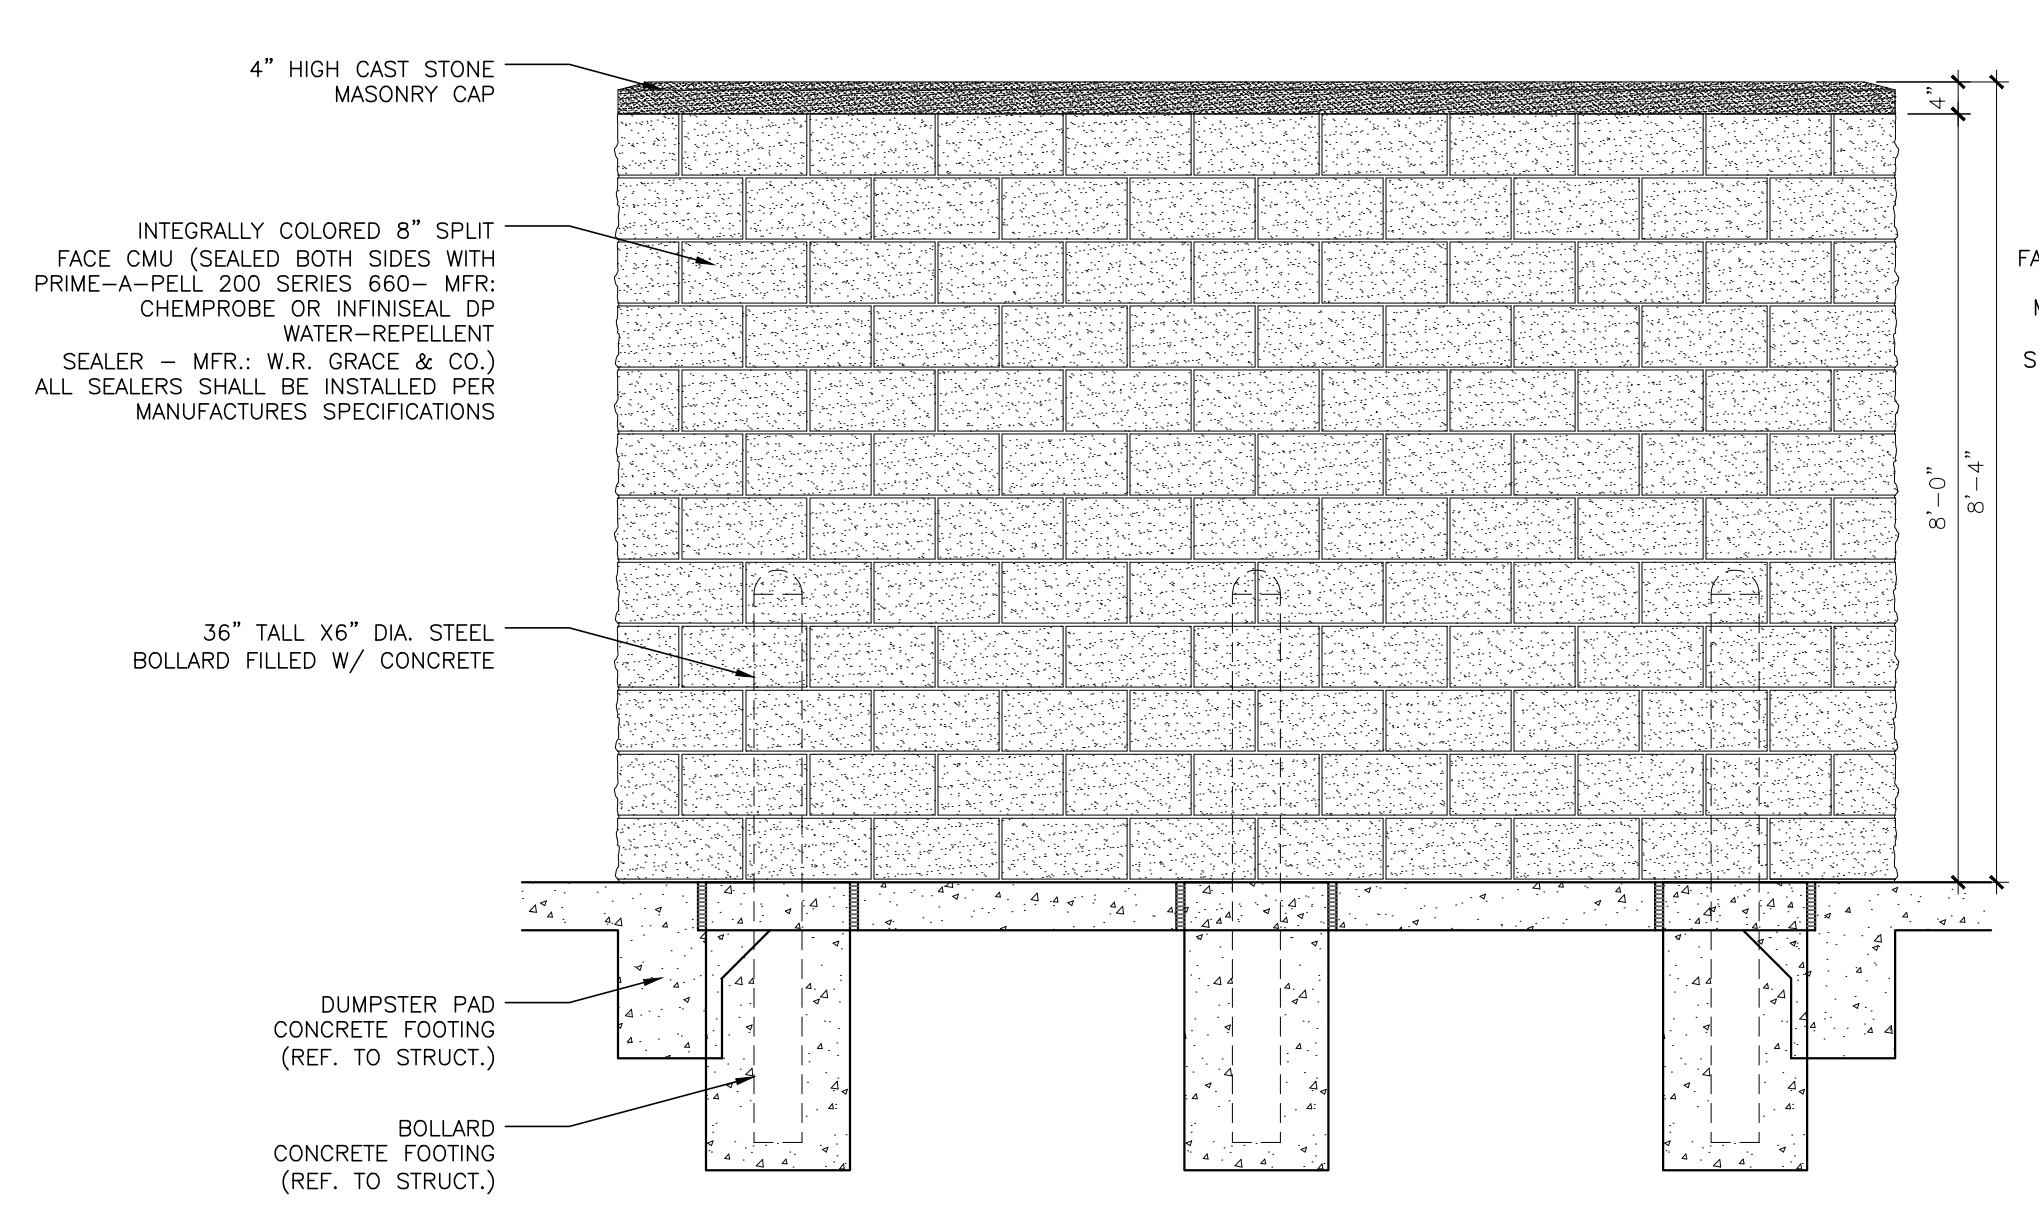 4” HIGH CAST STONE
MASONRY CAP
INTEGRALLY COLORED 8” SPLIT
FACE CMU (SEALED BOTH SIDES WITH
PRIME–A–PELL 200 SERIES 660– MFR:
CHEMPROBE OR INFINISEAL DP
WATER–REPELLENT
SEALER – MFR.: W.R. GRACE & CO.)
ALL SEALERS SHALL BE INSTALLED PER
MANUFACTURES SPECIFICATIONS
36” TALL X6” DIA. STEEL
BOLLARD FILLED W/ CONCRETE
DUMPSTER PAD
CONCRETE FOOTING
(REF. TO STRUCT.)
BOLLARD
CONCRETE FOOTING
(REF. TO STRUCT.)
4”
8’–0”
8’–4”
FA
S